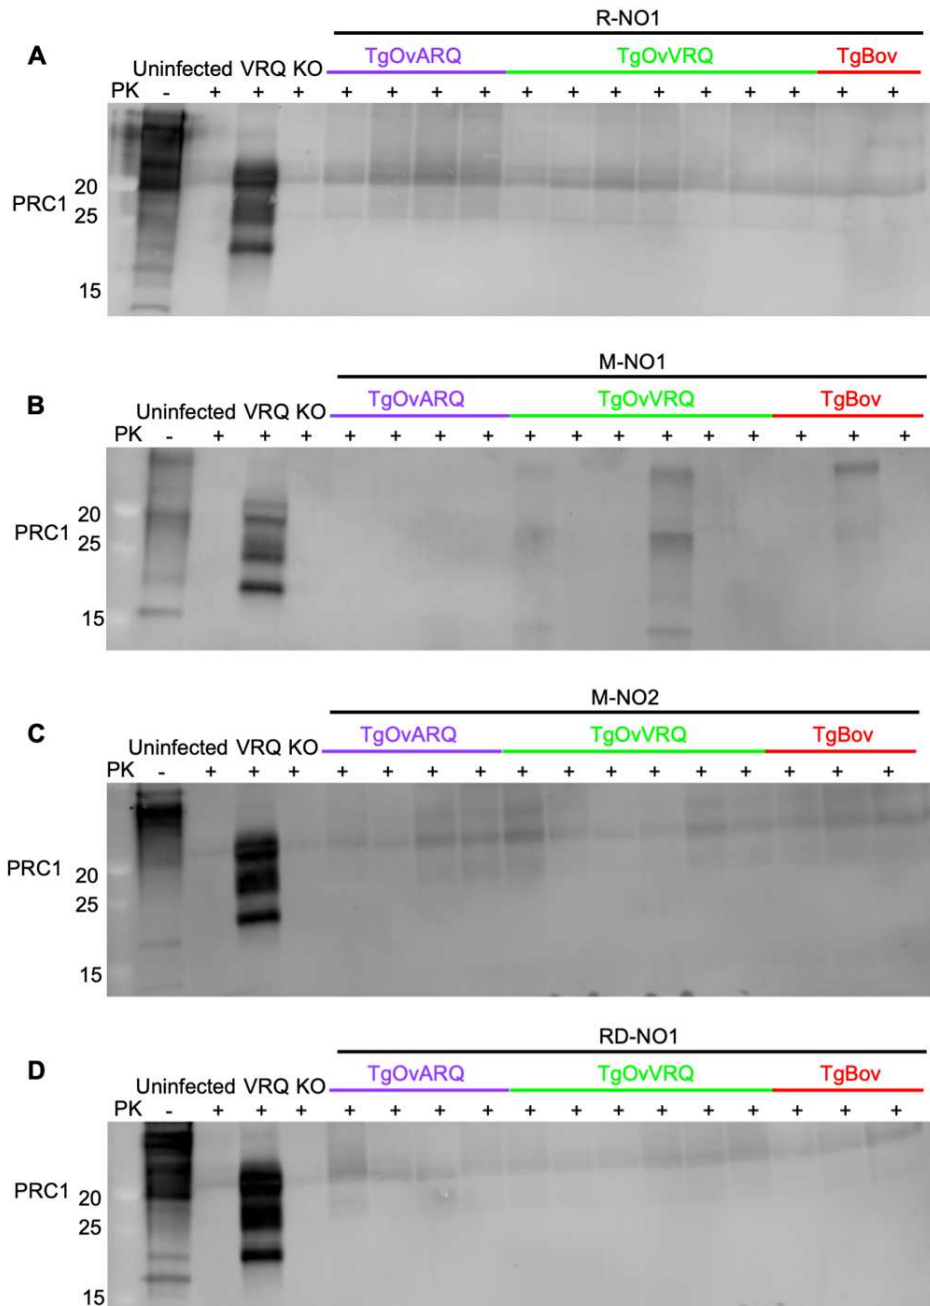 R-NO1
A
TgOvARQ TgOvVRQ TgBov
Uninfected VRQ KO
PK - + + + + + + + + + + + + + + + +
20
PRC1
25
15
M-NO1
B
TgOvARQ TgOvVRQ TgBov
Uninfected VRQ KO
PK - + + + + + + + + + + + + + + + +
20
PRC1
25
15
M-NO2
C
TgOvARQ TgOvVRQ TgBov
Uninfected VRQ KO
PK - + + + + + + + + + + + + + + + +
PRC1
20
25
15
RD-NO1
D
TgOvARQ TgOvVRQ TgBov
Uninfected VRQ KO
PK - + + + + + + + + + + + + + + + +
PRC1
20
25
15